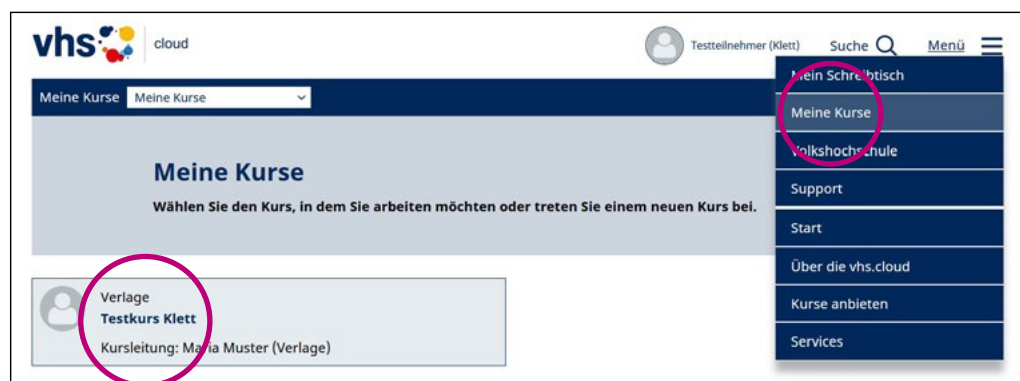 vhs cloud
Testteilnehmer (Klett) Suche Menü
Meine Kurse Meine Kurse
Mein Schreibtisch
Meine Kurse
Volkshochschule
Support
Start
Über die vhs.cloud
Kurse anbieten
Services
Meine Kurse
Wählen Sie den Kurs, in dem Sie arbeiten möchten oder treten Sie einem neuen Kurs bei.
Verlage
Testkurs Klett
Kursleitung: Maria Muster (Verlage)